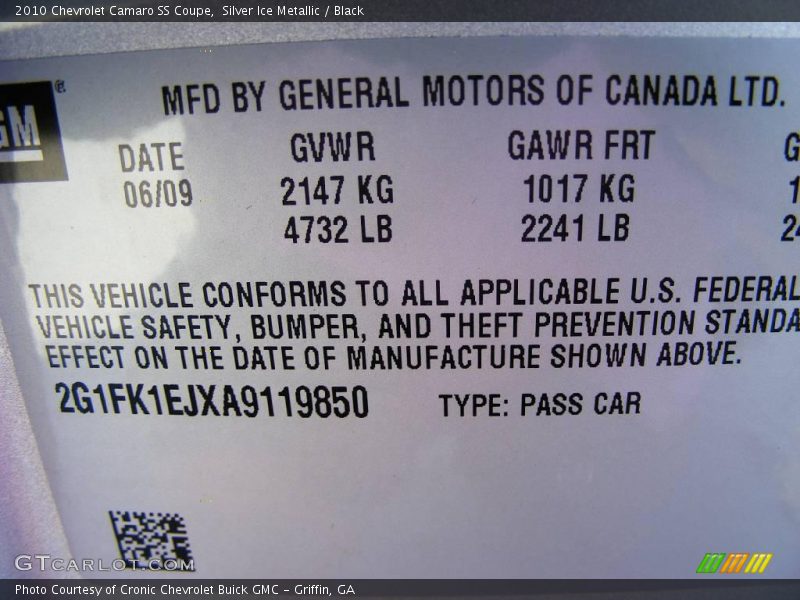 2010 Chevrolet Camaro SS Coupe, Silver Ice Metallic / Black
GM ®
MFD BY GENERAL MOTORS OF CANADA LTD.
DATE GVWR GAWR FRT G
06/09 2147 KG 1017 KG 1
4732 LB 2241 LB 24
THIS VEHICLE CONFORMS TO ALL APPLICABLE U.S. FEDERAL
VEHICLE SAFETY, BUMPER, AND THEFT PREVENTION STANDA
EFFECT ON THE DATE OF MANUFACTURE SHOWN ABOVE.
2G1FK1EJXA9119850 TYPE: PASS CAR
GTCarLot.com
Photo Courtesy of Cronic Chevrolet Buick GMC – Griffin, GA